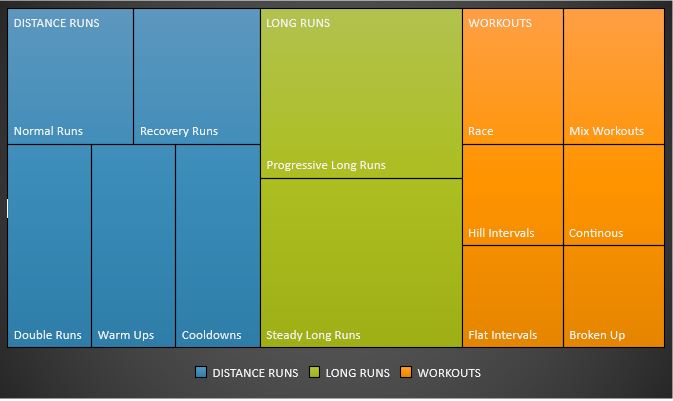 DISTANCE RUNS
LONG RUNS
WORKOUTS
Normal Runs
Recovery Runs
Race
Mix Workouts
Progressive Long Runs
Hill Intervals
Continous
Double Runs
Warm Ups
Cooldowns
Steady Long Runs
Flat Intervals
Broken Up
DISTANCE RUNS
LONG RUNS
WORKOUTS